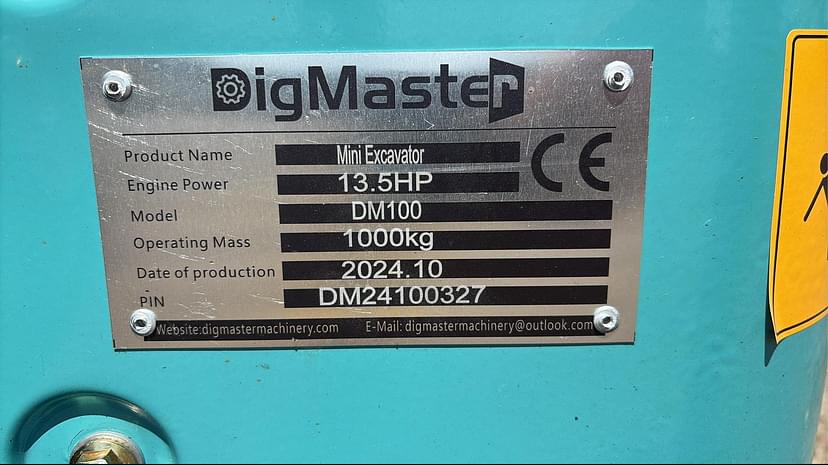 DigMaster
CE
Product Name Mini Excavator
Engine Power 13.5HP
Model DM100
Operating Mass 1000kg
Date of production 2024.10
PIN DM24100327
Website:digmastermachinery.com E-Mail: digmastermachinery@outlook.com